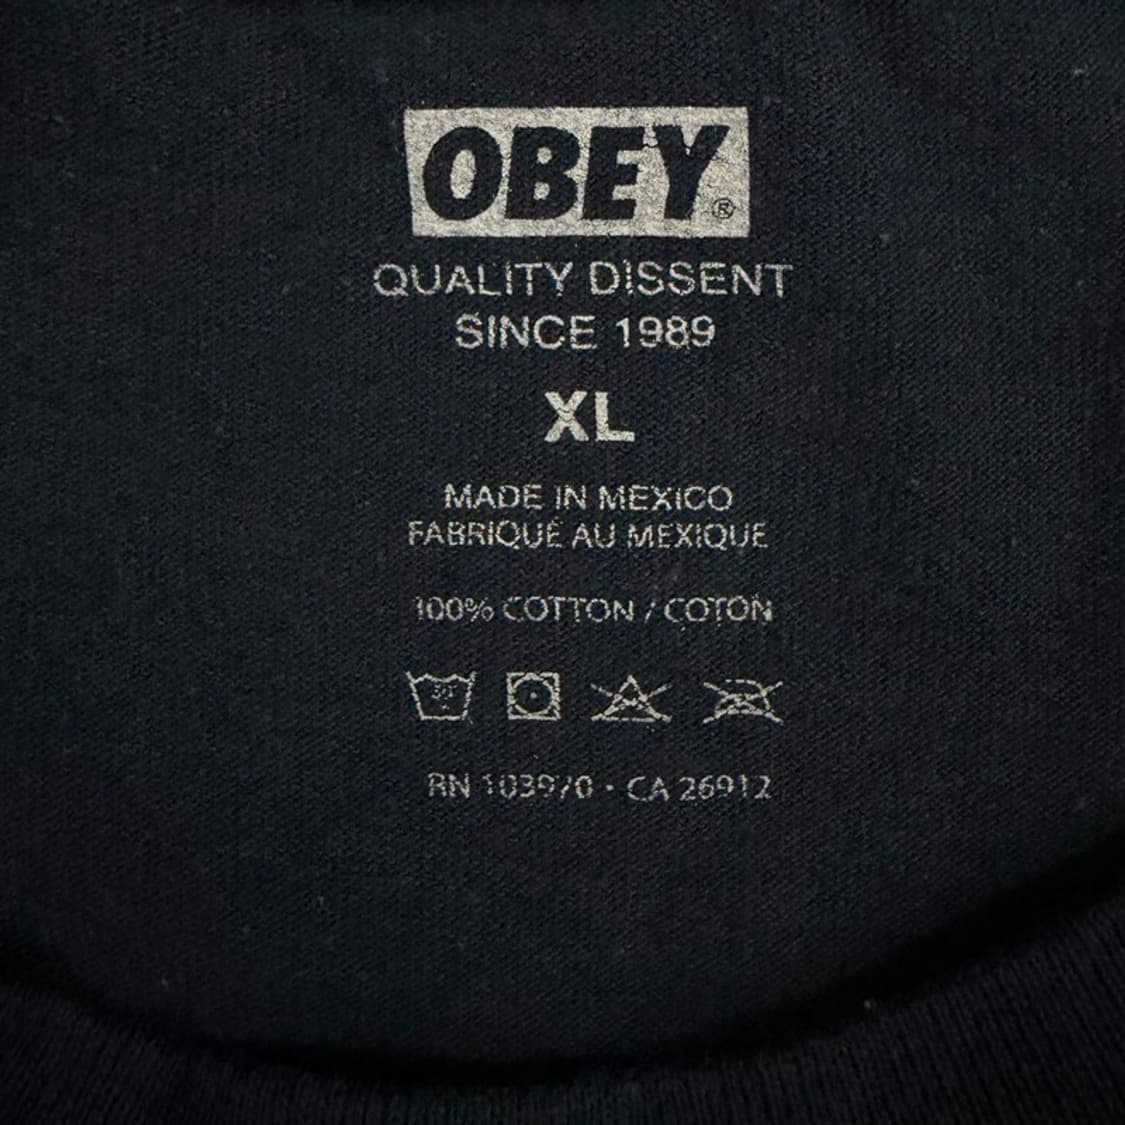 OBEY®
QUALITY DISSENT
SINCE 1989
XL
MADE IN MEXICO
FABRIQUÉ AU MEXIQUE
100% COTTON / COTON
30°
RN 103970 • CA 26912